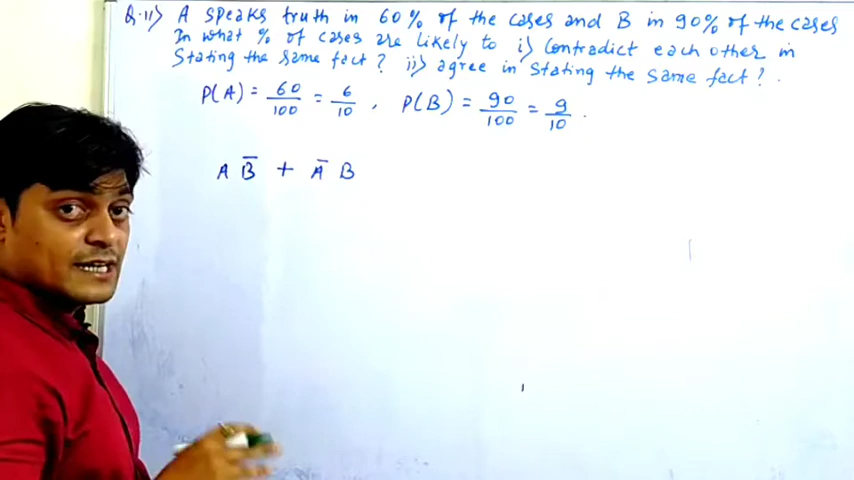 Q.11> A speaks truth in 60% of the cases and B in 90% of the cases
In what % of cases are likely to i> Contradict each other in
Stating the same fact? ii> agree in stating the same fact?.
P(A) = 60/100 = 6/10 , P(B) = 90/100 = 9/10 .
A B̅ + A̅ B